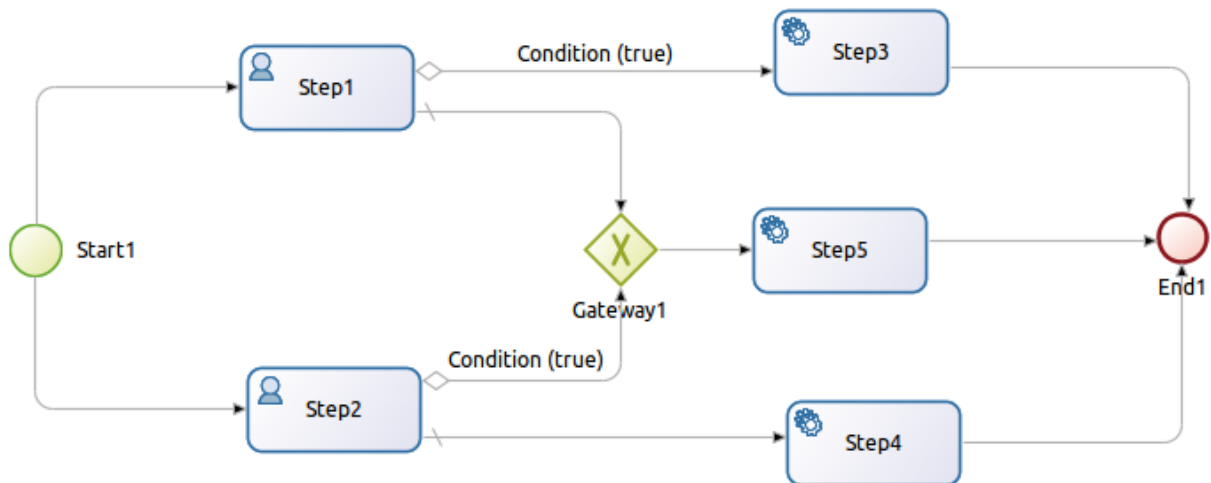 Condition (true)
Step3
Step1
Start1
Step5
End1
Gateway1
Condition (true)
Step2
Step4